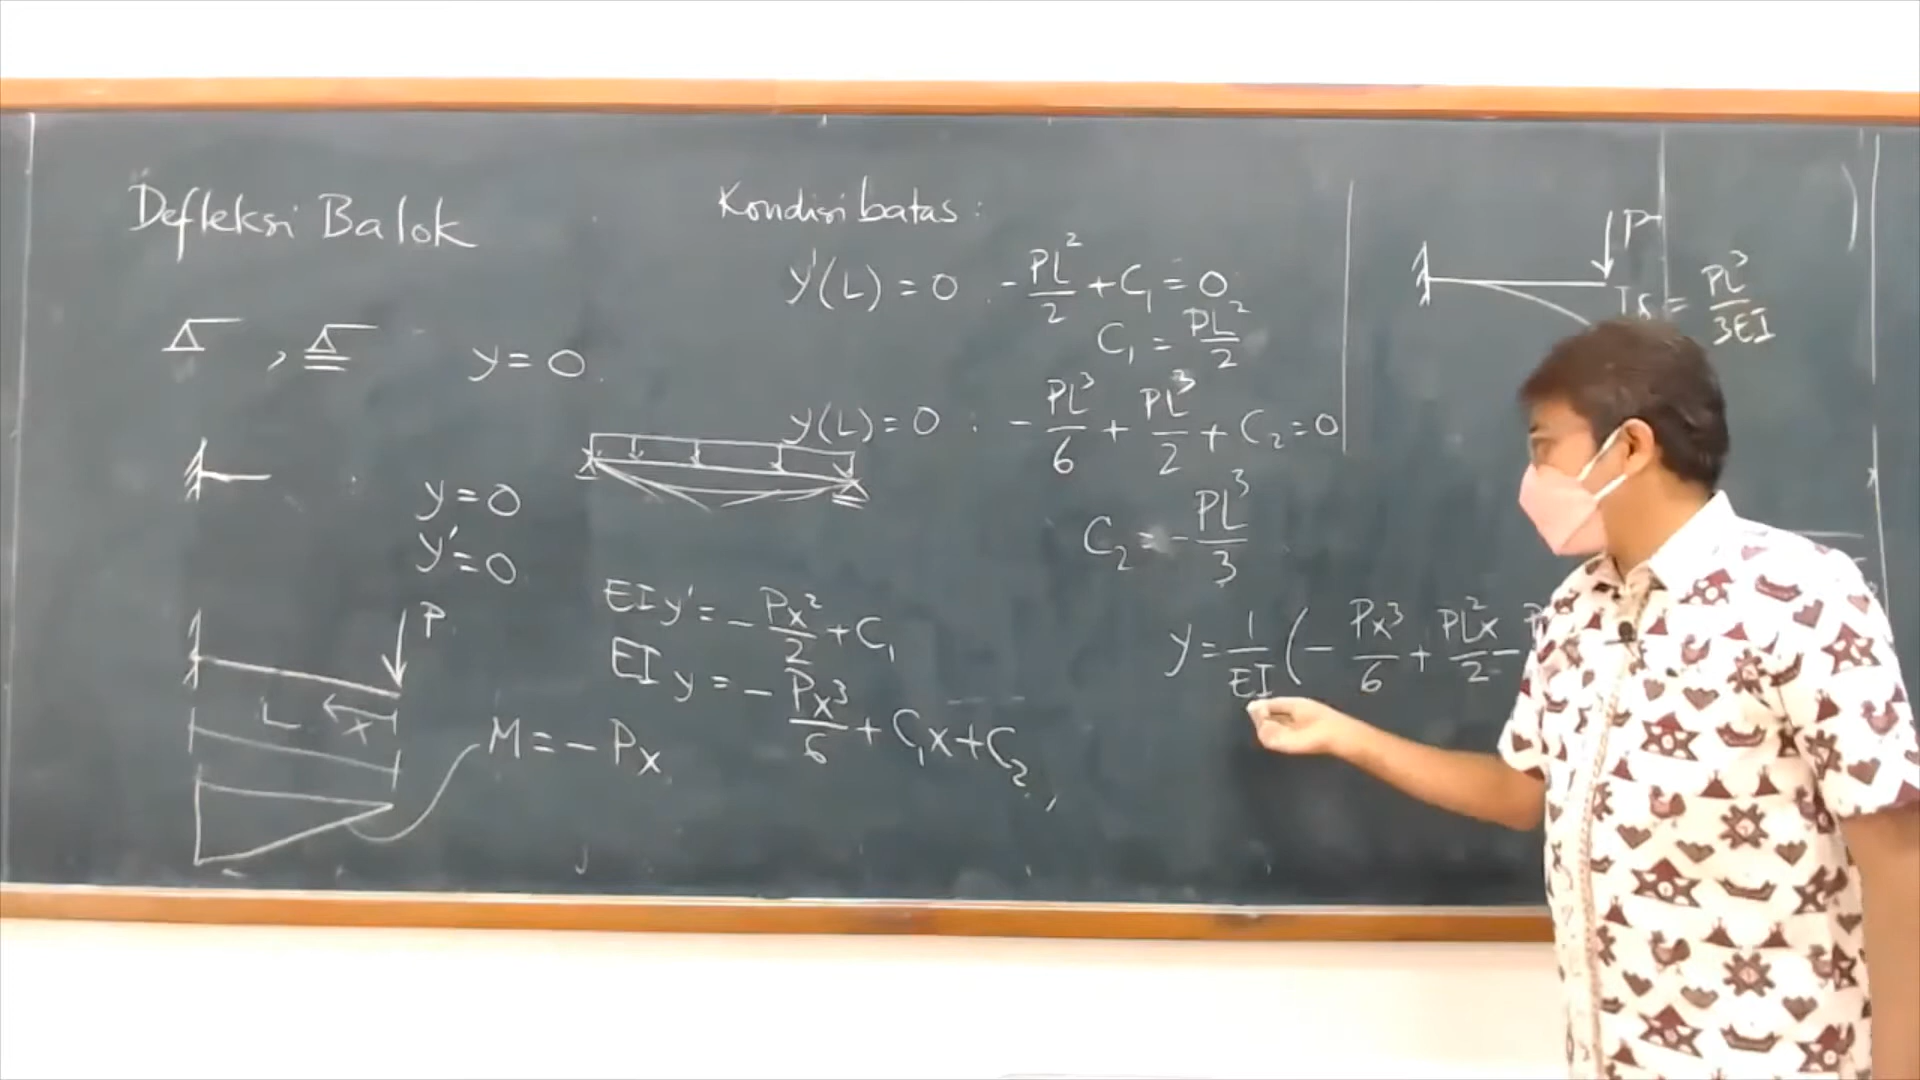 Defleksi Balok
, y = 0
y = 0
y' = 0
P
L
x
M = - Px
EIy' = - Px²/2 + C₁
EIy = - Px³/6 + C₁x + C₂
Kondisi batas :
y'(L) = 0 - PL²/2 + C₁ = 0
C₁ = PL²/2
y(L) = 0 : - PL³/6 + PL³/2 + C₂ = 0
C₂ = - PL³/3
y = 1/EI ( - Px³/6 + PL²x/2 -
P
δ = PL³/3EI